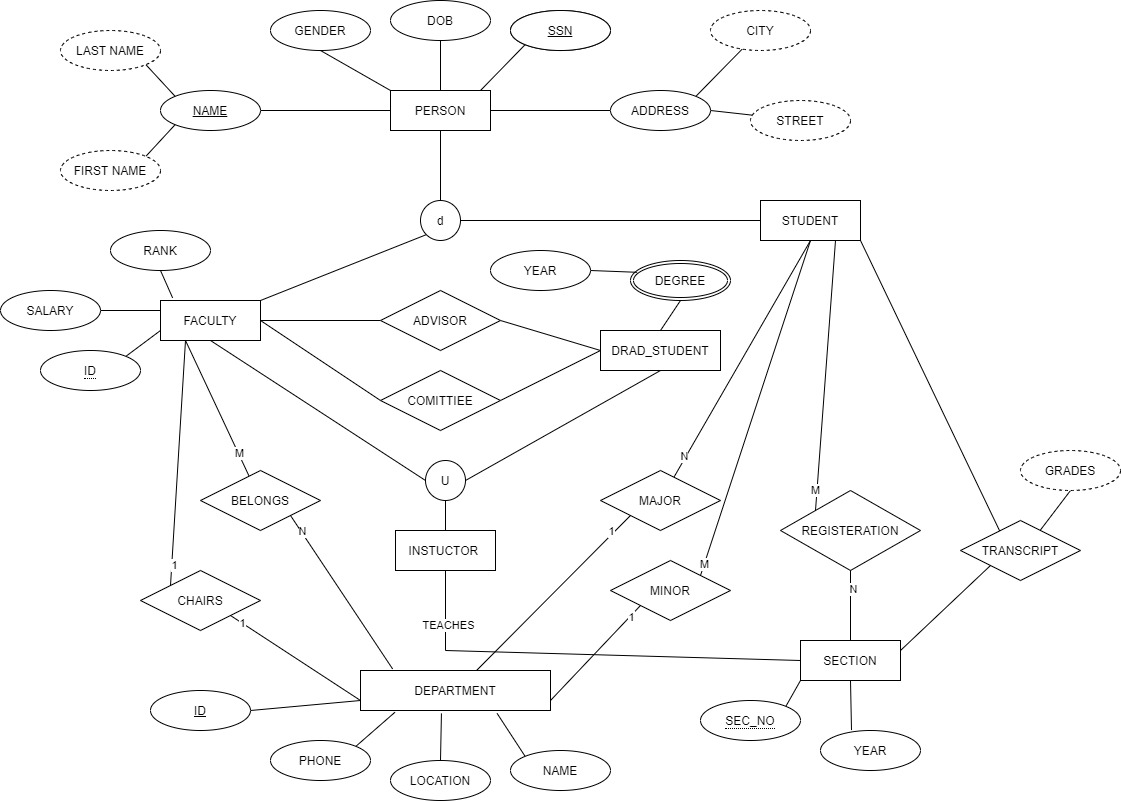 DOB
GENDER
SSN
CITY
LAST NAME
NAME
PERSON
ADDRESS
STREET
FIRST NAME
d
STUDENT
RANK
YEAR
DEGREE
SALARY
FACULTY
ADVISOR
DRAD_STUDENT
ID
COMITTIEE
M
N
GRADES
U
M
BELONGS
MAJOR
N
1
REGISTERATION
INSTUCTOR
TRANSCRIPT
1
M
CHAIRS
MINOR
N
1
TEACHES
1
SECTION
DEPARTMENT
ID
SEC_NO
PHONE
LOCATION
NAME
YEAR